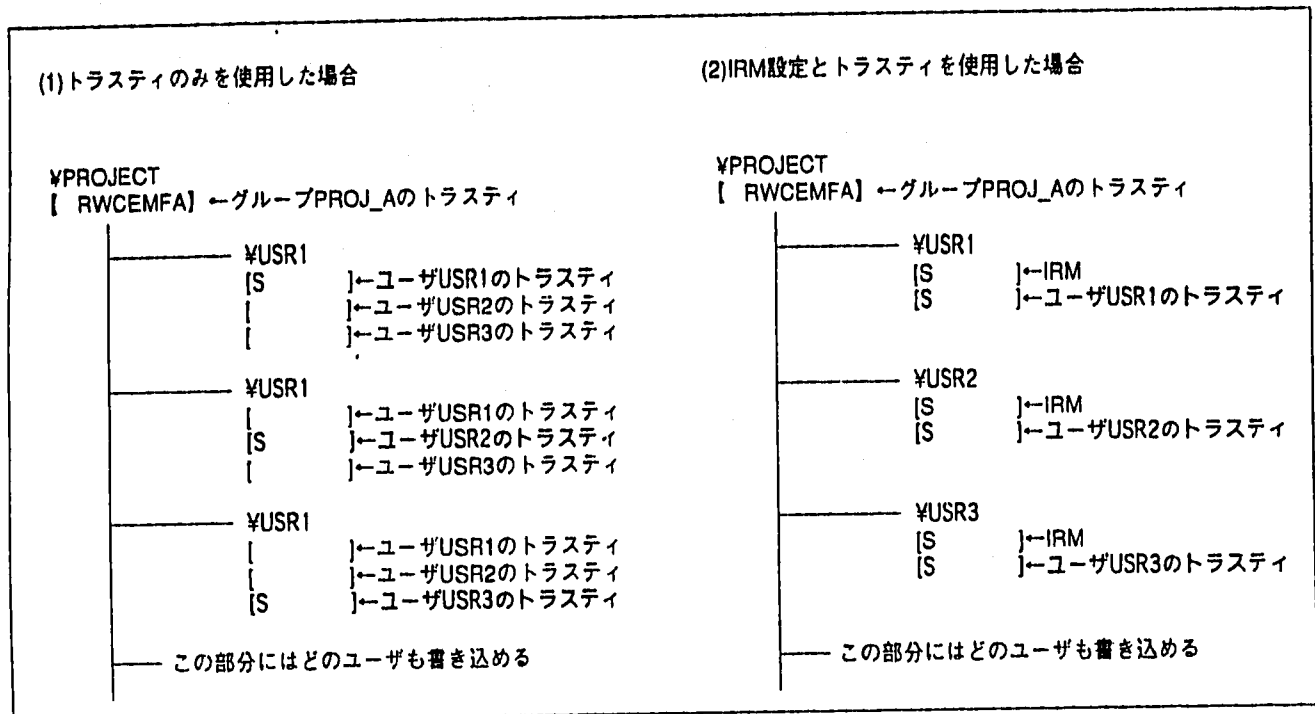 (1)トラスティのみを使用した場合
¥PROJECT
【 RWCEMFA】←グループPROJ_Aのトラスティ
¥USR1
[S ]←ユーザUSR1のトラスティ
[ ]←ユーザUSR2のトラスティ
[ ]←ユーザUSR3のトラスティ
¥USR1
[ ]←ユーザUSR1のトラスティ
[S ]←ユーザUSR2のトラスティ
[ ]←ユーザUSR3のトラスティ
¥USR1
[ ]←ユーザUSR1のトラスティ
[ ]←ユーザUSR2のトラスティ
[S ]←ユーザUSR3のトラスティ
この部分にはどのユーザも書き込める
(2)IRM設定とトラスティを使用した場合
¥PROJECT
【 RWCEMFA】←グループPROJ_Aのトラスティ
¥USR1
[S ]←IRM
[S ]←ユーザUSR1のトラスティ
¥USR2
[S ]←IRM
[S ]←ユーザUSR2のトラスティ
¥USR3
[S ]←IRM
[S ]←ユーザUSR3のトラスティ
この部分にはどのユーザも書き込める